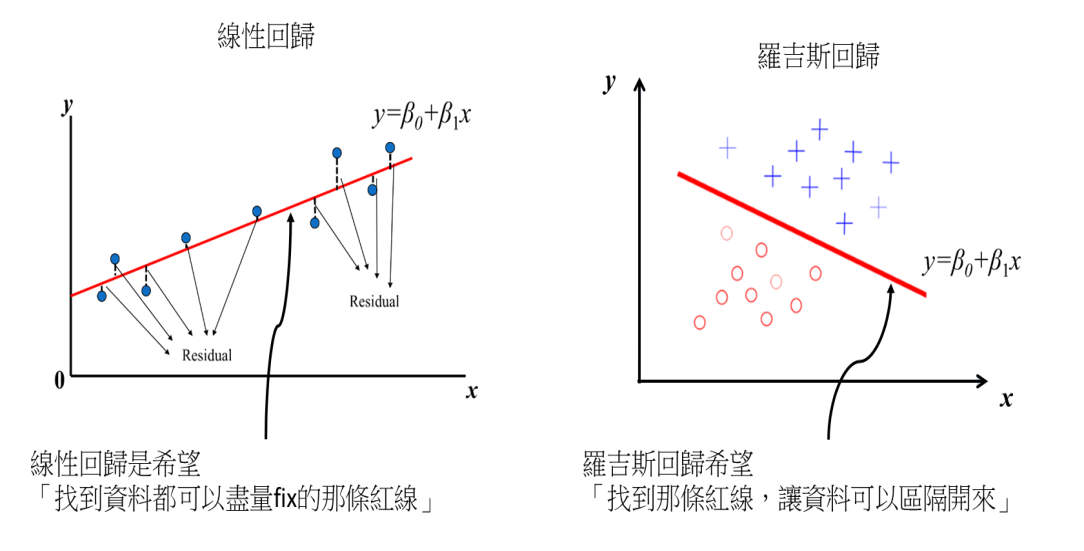 線性回歸
y
y=β₀+β₁x
Residual
Residual
0
x
線性回歸是希望
「找到資料都可以盡量fix的那條紅線」
羅吉斯回歸
y
y=β₀+β₁x
x
羅吉斯回歸希望
「找到那條紅線，讓資料可以區隔開來」